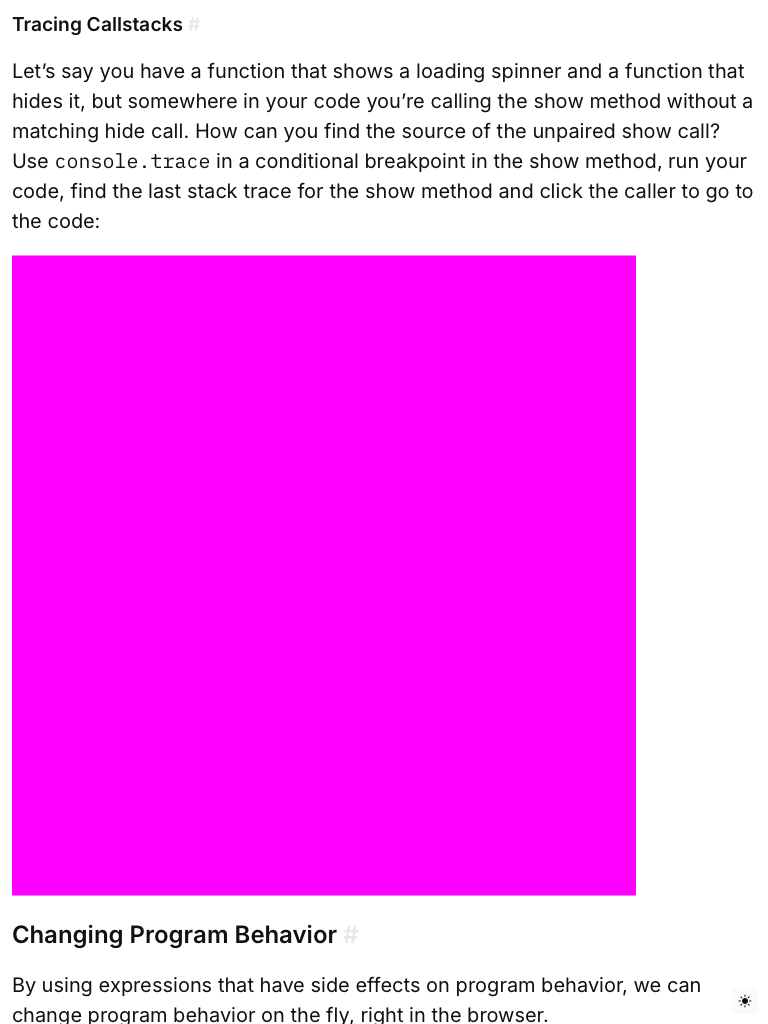 Tracing Callstacks #
Let’s say you have a function that shows a loading spinner and a function that
hides it, but somewhere in your code you’re calling the show method without a
matching hide call. How can you find the source of the unpaired show call?
Use console.trace in a conditional breakpoint in the show method, run your
code, find the last stack trace for the show method and click the caller to go to
the code:
Changing Program Behavior #
By using expressions that have side effects on program behavior, we can
change program behavior on the fly, right in the browser.